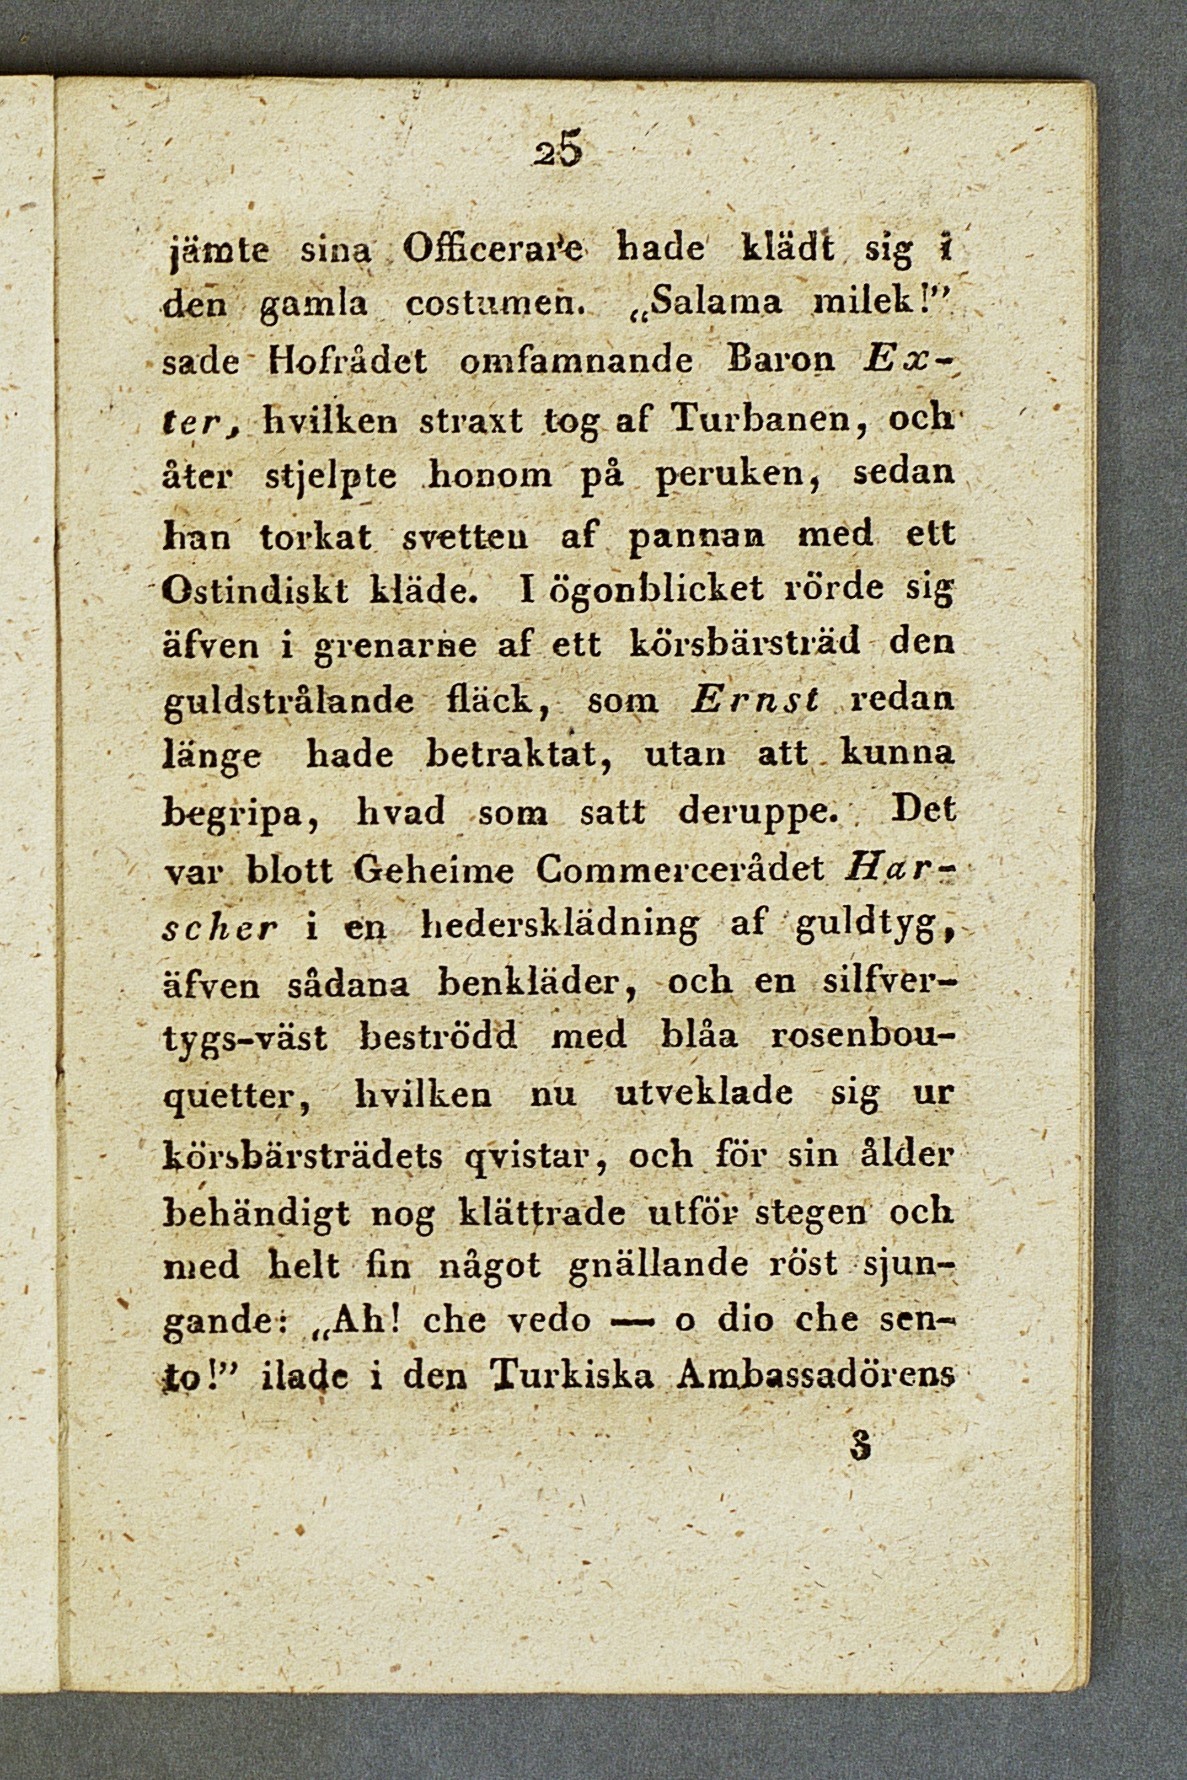 25
jämte sina Officerare hade klädt sig i
den gamla costumen. „Salama milek!”
sade Hofrådet omfamnande Baron Ex-
ter, hvilken straxt tog af Turbanen, och
åter stjelpte honom på peruken, sedan
han torkat svetten af pannan med ett
Ostindiskt kläde. I ögonblicket rörde sig
äfven i grenarne af ett körsbärsträd den
guldstrålande fläck, som Ernst redan
länge hade betraktat, utan att kunna
begripa, hvad som satt deruppe. Det
var blott Geheime Commercerådet Har-
scher i en hedersklädning af guldtyg,
äfven sådana benkläder, och en silfver-
tygs-väst beströdd med blåa rosenbou-
quetter, hvilken nu utveklade sig ur
körsbärsträdets qvistar, och för sin ålder
behändigt nog klättrade utför stegen och
med helt fin något gnällande röst sjun-
gande: „Ah! che vedo — o dio che sen-
to!” ilade i den Turkiska Ambassadörens
3